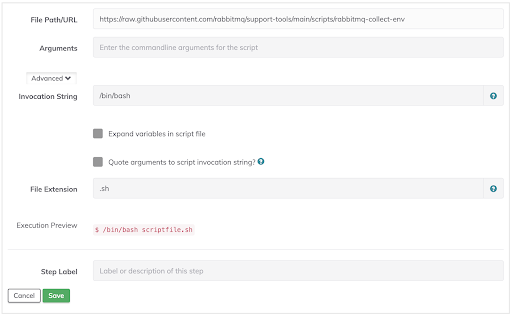 File Path/URL https://raw.githubusercontent.com/rabbitmq/support-tools/main/scripts/rabbitmq-collect-env
Arguments Enter the commandline arguments for the script
Advanced
Invocation String /bin/bash
Expand variables in script file
Quote arguments to script invocation string? ?
File Extension .sh
Execution Preview $ /bin/bash scriptfile.sh
Step Label Label or description of this step
Cancel Save